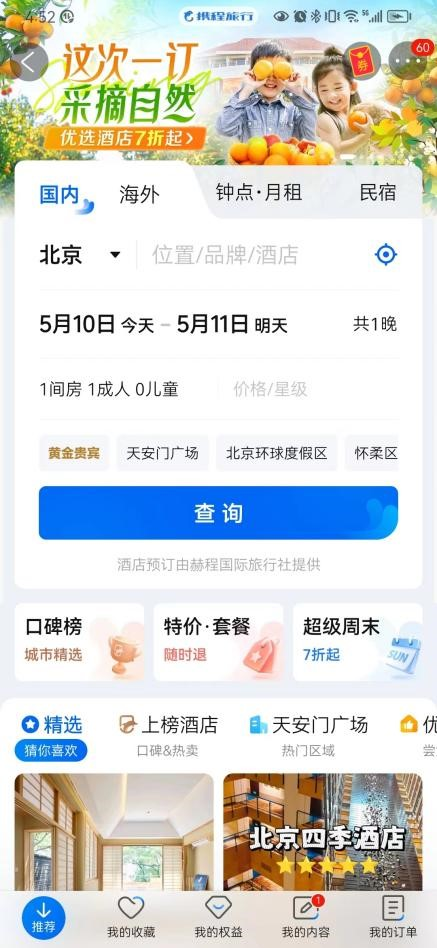 4:52
携程旅行
这次一订
采摘自然
优选酒店7折起>
券
60
国内
海外
钟点·月租
民宿
北京
位置/品牌/酒店
5月10日 今天 - 5月11日 明天
共1晚
1间房 1成人 0儿童
价格/星级
黄金贵宾
天安门广场
北京环球度假区
怀柔区
查询
酒店预订由赫程国际旅行社提供
口碑榜
城市精选
特价·套餐
随时退
超级周末
7折起
SUN
精选
猜你喜欢
上榜酒店
口碑&热卖
天安门广场
热门区域
优
尝
北京四季酒店
推荐
我的收藏
我的权益
1
我的内容
我的订单